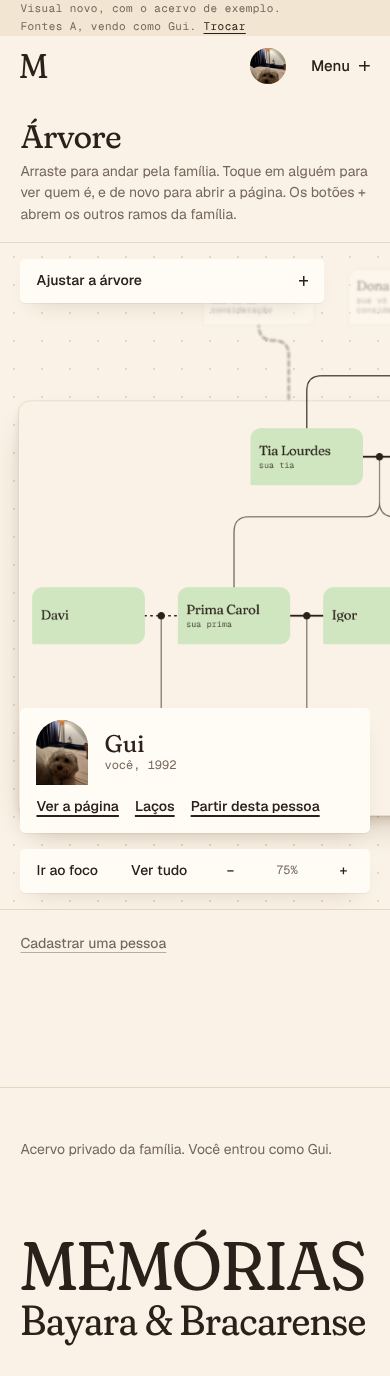 Visual novo, com o acervo de exemplo.
Fontes A, vendo como Gui. Trocar
M
Menu +
Árvore
Arraste para andar pela família. Toque em alguém para
ver quem é, e de novo para abrir a página. Os botões +
abrem os outros ramos da família.
Ajustar a árvore +
Dona
sua vó
consideração
Tia Lourdes
sua tia
Davi
Prima Carol
sua prima
Igor
Gui
você, 1992
Ver a página Laços Partir desta pessoa
Ir ao foco Ver tudo − 75% +
Cadastrar uma pessoa
Acervo privado da família. Você entrou como Gui.
MEMÓRIAS
Bayara & Bracarense